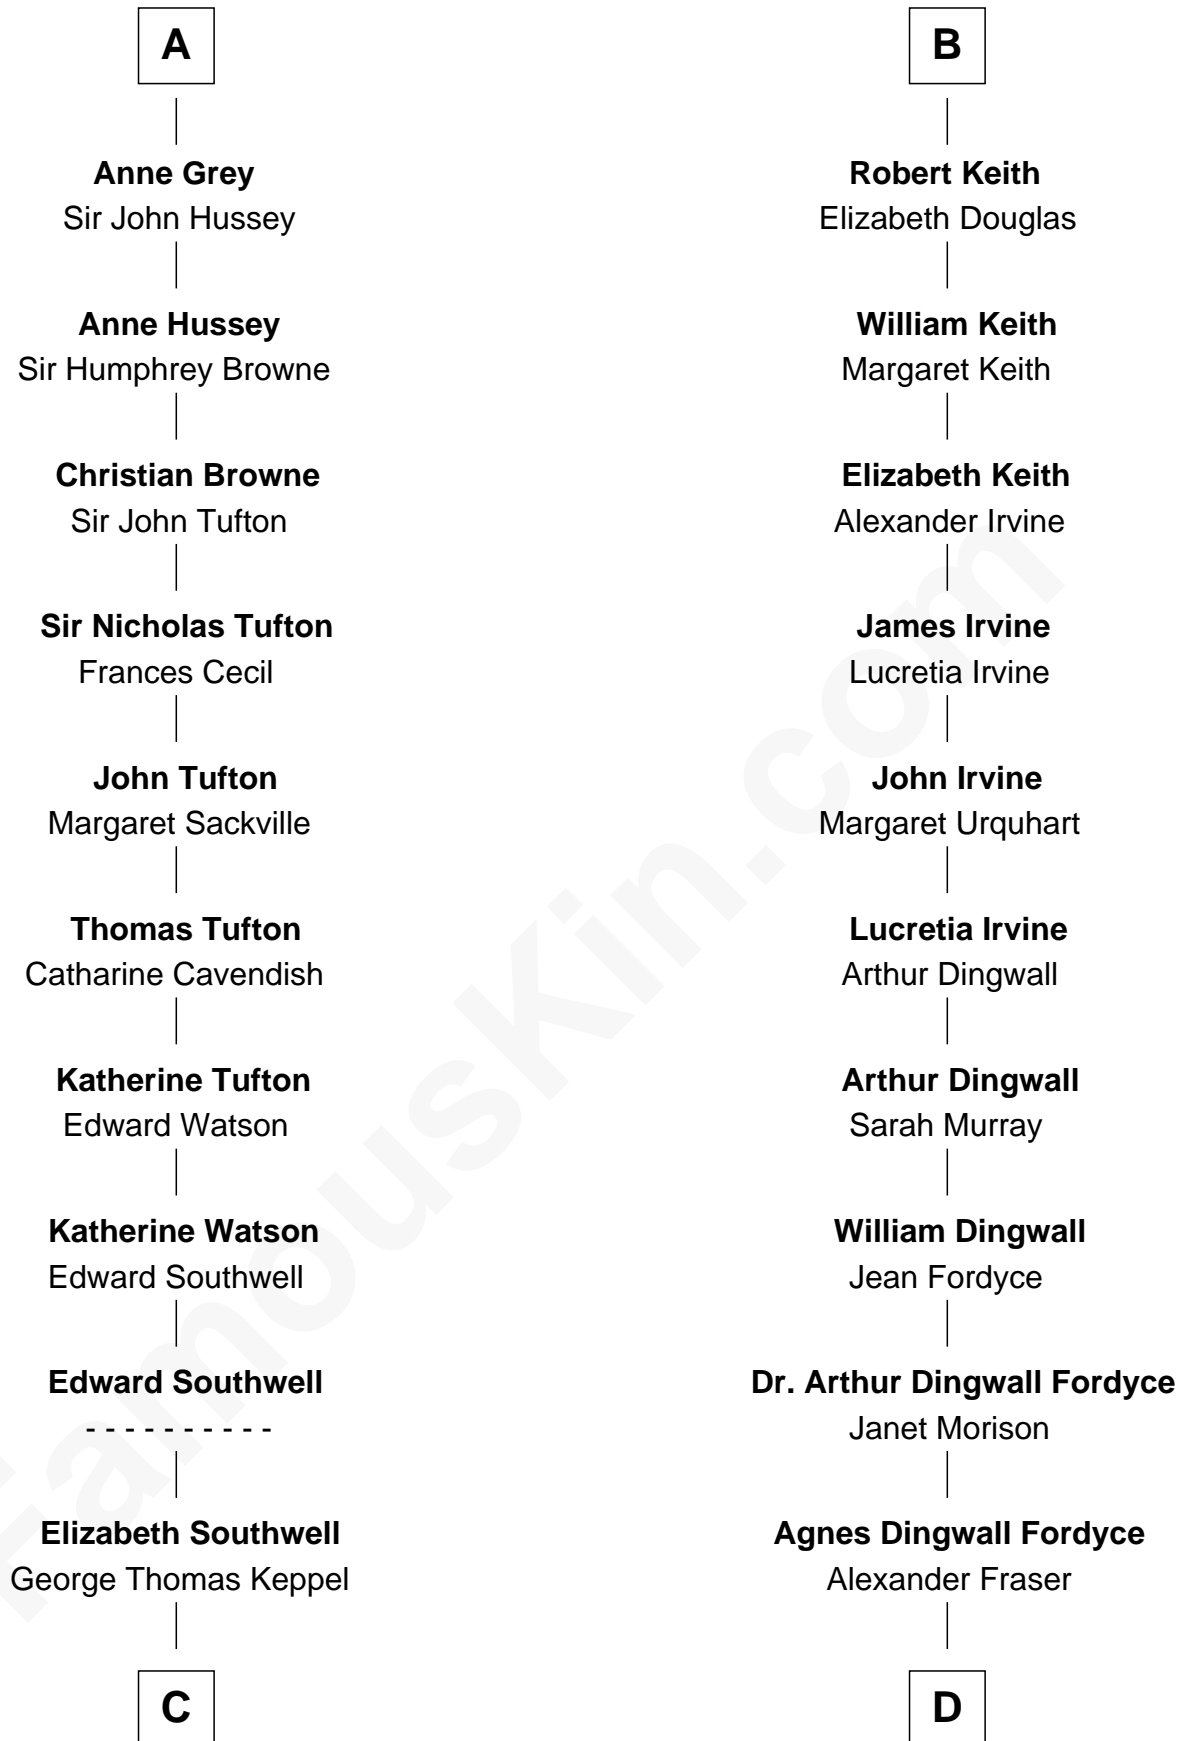 A
Anne Grey
Sir John Hussey
Anne Hussey
Sir Humphrey Browne
Christian Browne
Sir John Tufton
Sir Nicholas Tufton
Frances Cecil
John Tufton
Margaret Sackville
Thomas Tufton
Catharine Cavendish
Katherine Tufton
Edward Watson
Katherine Watson
Edward Southwell
Edward Southwell
- - - - - - - - - -
Elizabeth Southwell
George Thomas Keppel
C
B
Robert Keith
Elizabeth Douglas
William Keith
Margaret Keith
Elizabeth Keith
Alexander Irvine
James Irvine
Lucretia Irvine
John Irvine
Margaret Urquhart
Lucretia Irvine
Arthur Dingwall
Arthur Dingwall
Sarah Murray
William Dingwall
Jean Fordyce
Dr. Arthur Dingwall Fordyce
Janet Morison
Agnes Dingwall Fordyce
Alexander Fraser
D
FamousKin.com